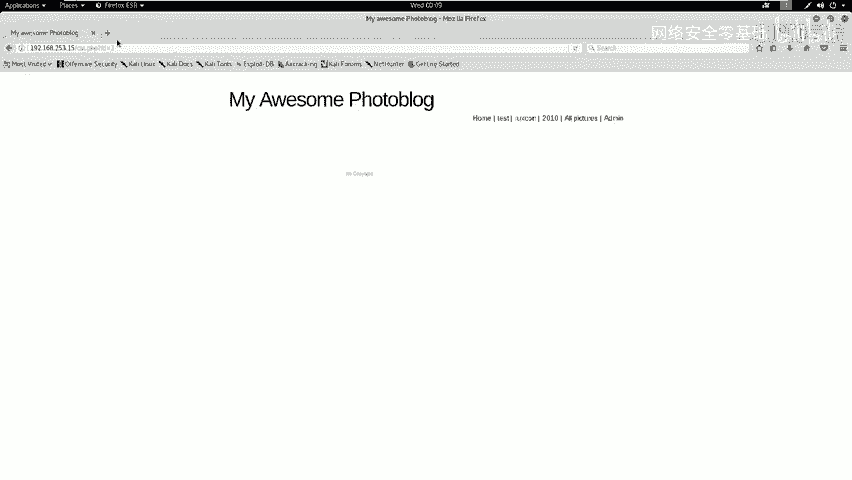 Applications ▾ Places ▾ Firefox ESR ▾ Wed 00:09
My awesome Photoblog - Mozilla Firefox
网络安全零基础
My awesome Photoblog × +
192.168.253.15/cat.php?id=
Search
Most Visited Offensive Security Kali Linux Kali Docs Kali Tools Exploit-DB Aircrack-ng Kali Forums NetHunter Getting Started
My Awesome Photoblog
Home | test | ruxcon | 2010 | All pictures | Admin
No Copyright